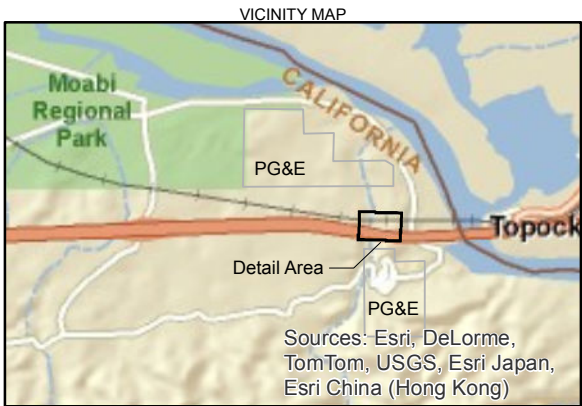 VICINITY MAP
Moabi
Regional
Park
CALIFORNIA
PG&E
Topock
Detail Area
PG&E
Sources: Esri, DeLorme,
TomTom, USGS, Esri Japan,
Esri China (Hong Kong)